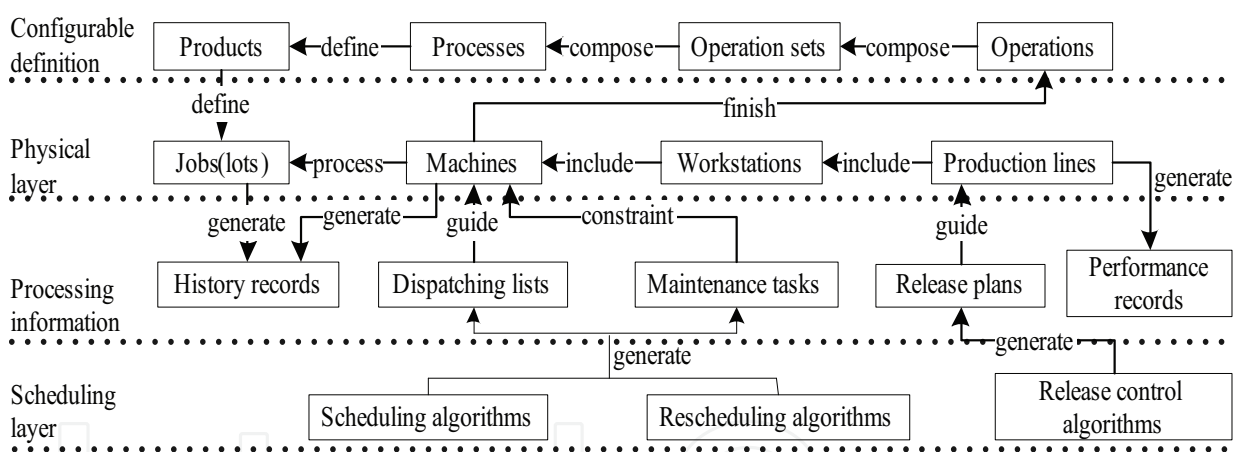 Configurable
definition
Products
define
Processes
compose
Operation sets
compose
Operations
define
finish
Physical
layer
Jobs(lots)
process
Machines
include
Workstations
include
Production lines
generate
generate
generate
guide
constraint
guide
Processing
information
History records
Dispatching lists
Maintenance tasks
Release plans
Performance
records
generate
generate
Scheduling
layer
Scheduling algorithms
Rescheduling algorithms
Release control
algorithms